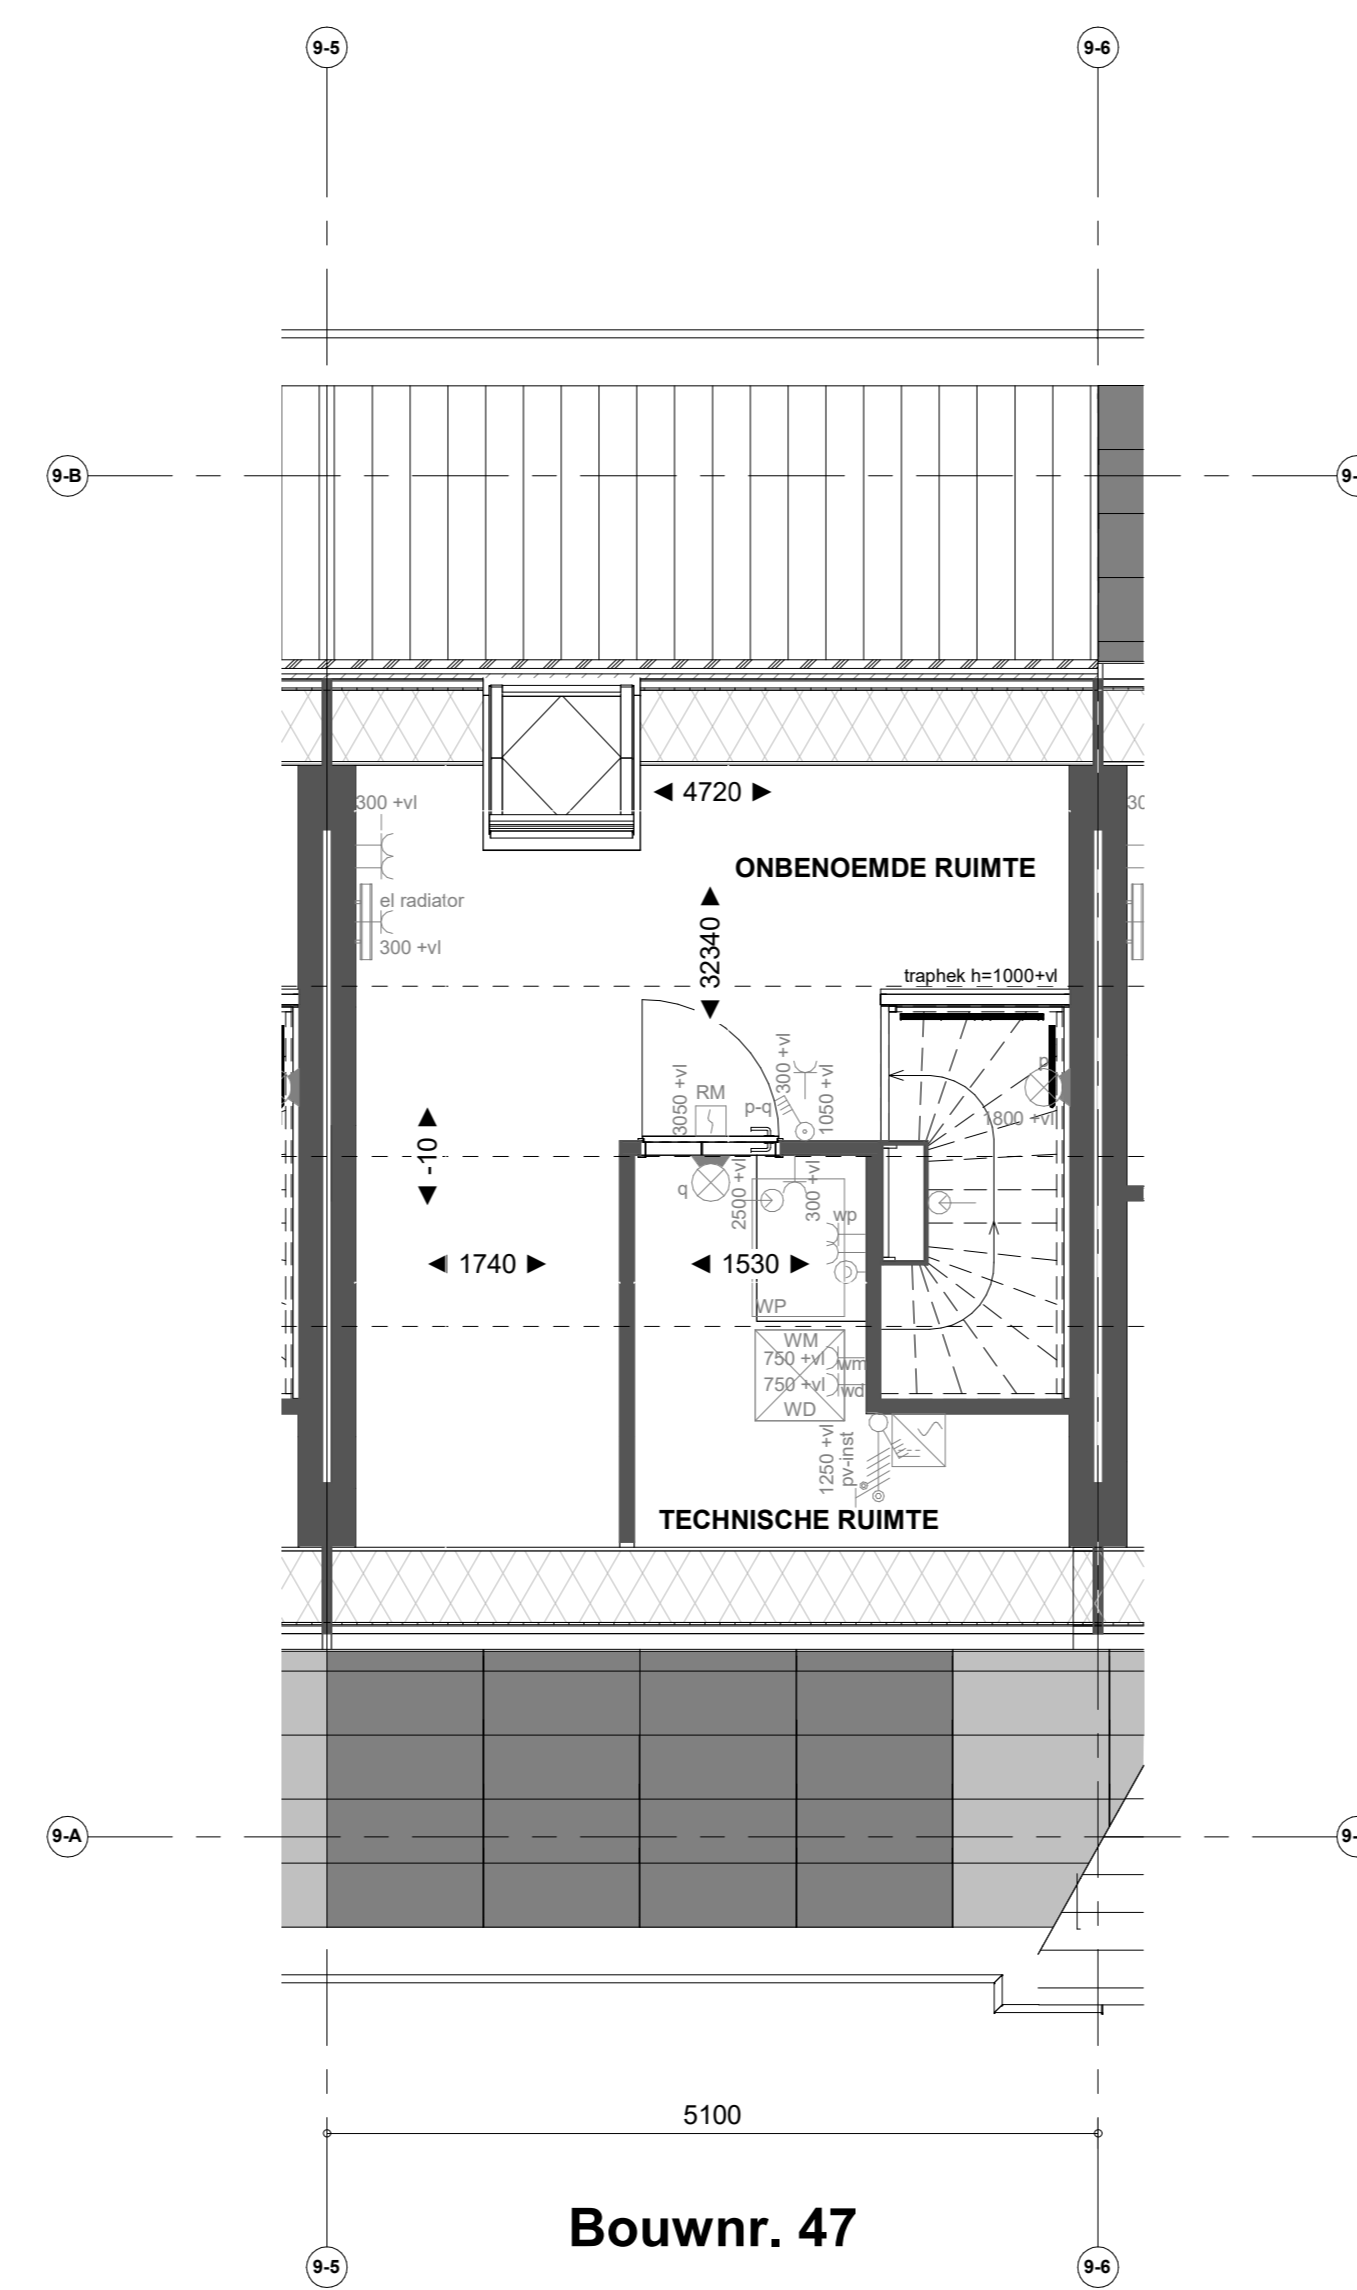 9-5
9-6
9-B
9-
◄ 4720 ►
300 +vl
30
ONBENOEMDE RUIMTE
el radiator
300 +vl
◄ 32340 ►
traphek h=1000+vl
3050 +vl
RM
p-q
300 +vl
1050 +vl
p
1800 +vl
◄ -10 ►
q
2500 +vl
300 +vl
wp
◄ 1740 ►
◄ 1530 ►
WP
WM
750 +vl
wm
750 +vl
wd
WD
1250 +vl
pv-inst
TECHNISCHE RUIMTE
9-A
9-
5100
Bouwnr. 47
9-5
9-6